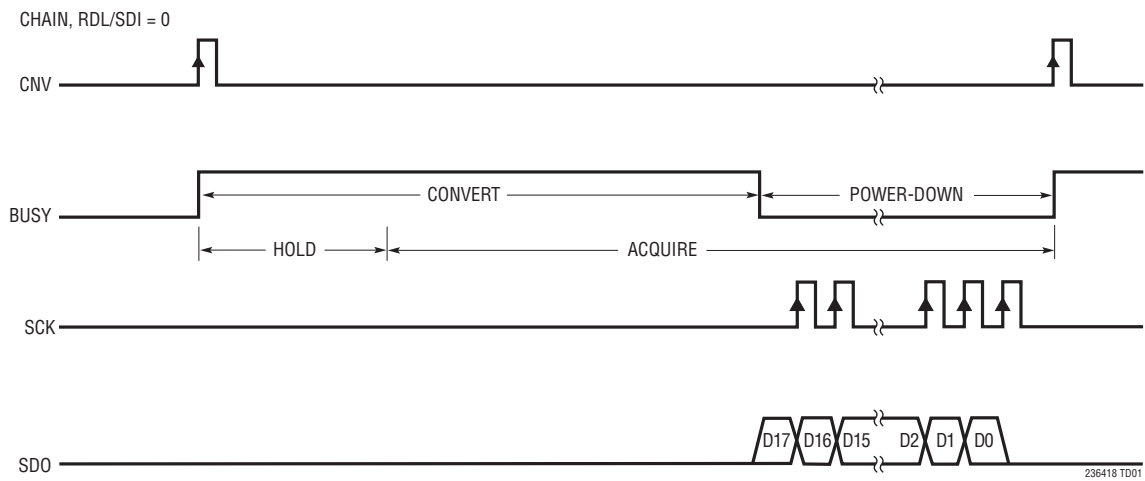 CHAIN, RDL/SDI = 0
CNV
CONVERT
POWER-DOWN
BUSY
HOLD
ACQUIRE
SCK
D17 D16 D15 D2 D1 D0
SDO
236418 TD01